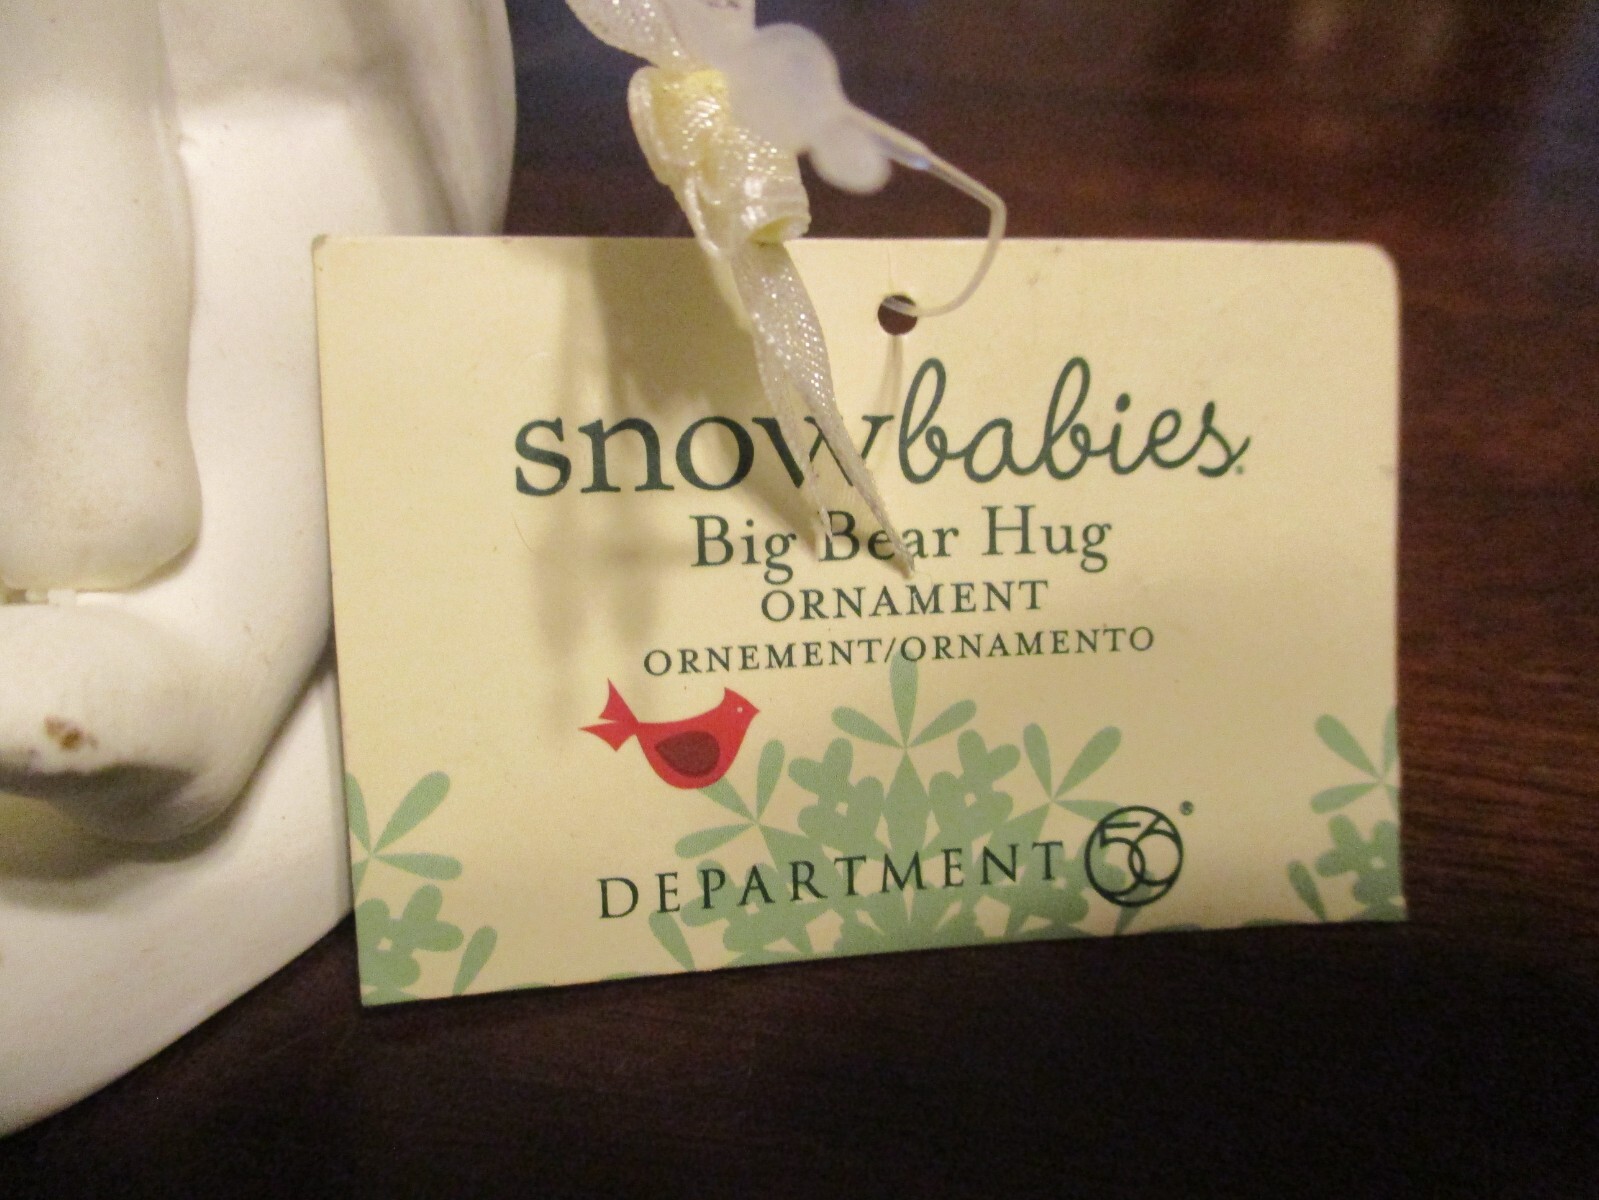 snowbabies.
Big Bear Hug
ORNAMENT
ORNEMENT/ORNAMENTO
DEPARTMENT 56®